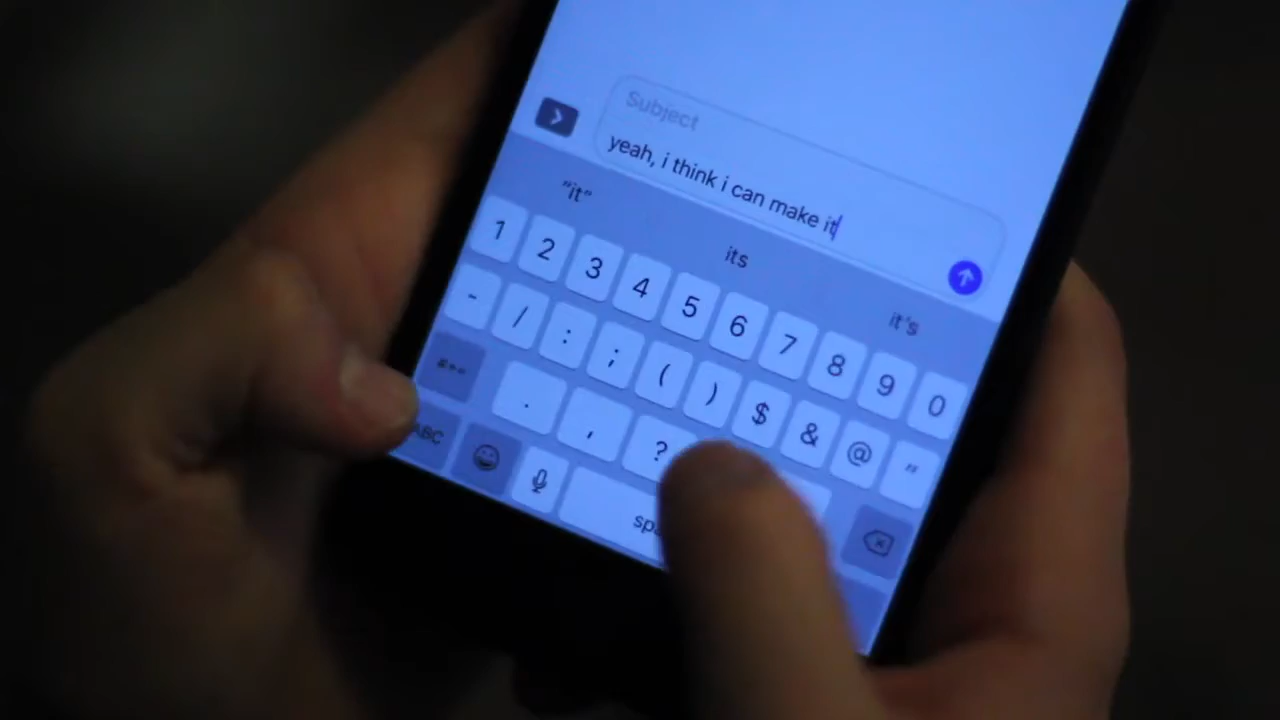 Subject
yeah, i think i can make it
"it" its it's
1 2 3 4 5 6 7 8 9 0
- / : ; ( ) $ & @ "
#+= . , ?
ABC